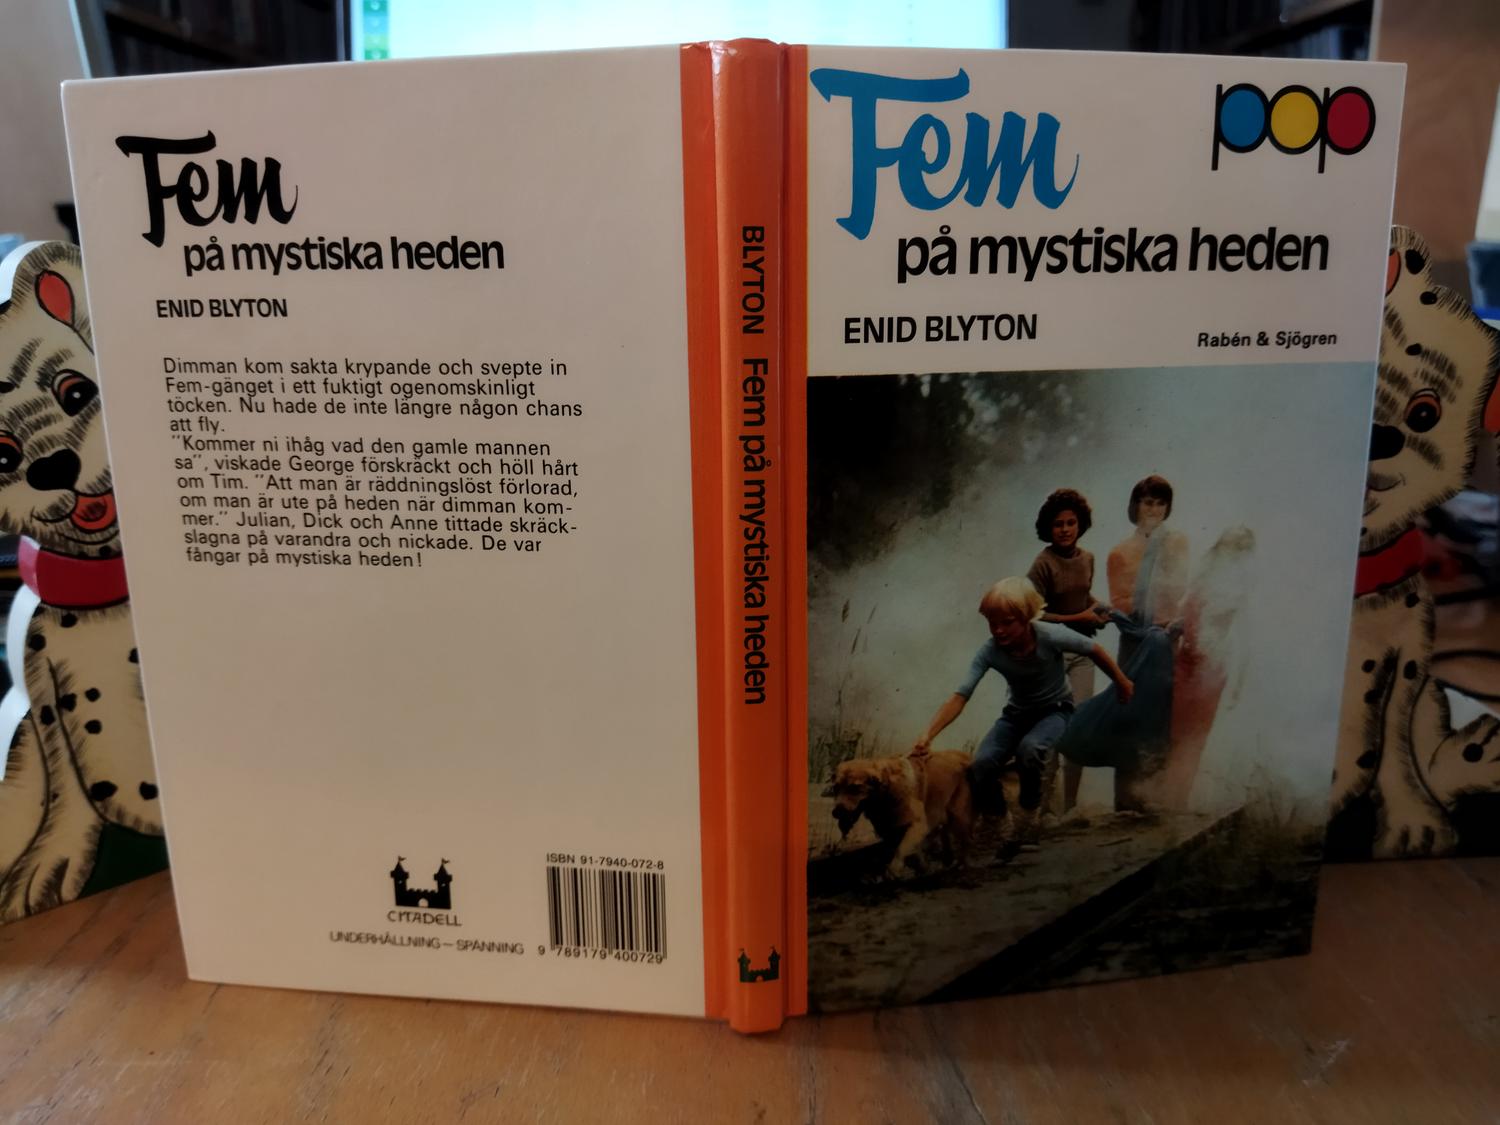 Fem
på mystiska heden
ENID BLYTON
Dimman kom sakta krypande och svepte in
Fem-gänget i ett fuktigt ogenomskinligt
töcken. Nu hade de inte längre någon chans
att fly.
"Kommer ni ihåg vad den gamle mannen
sa", viskade George förskräckt och höll hårt
om Tim. "Att man är räddningslöst förlorad,
om man är ute på heden när dimman kom-
mer." Julian, Dick och Anne tittade skräck-
slagna på varandra och nickade. De var
fångar på mystiska heden!
CITADELL
UNDERHÅLLNING – SPÄNNING
ISBN 91-7940-072-8
9 789179 400729
BLYTON Fem på mystiska heden
Fem
på mystiska heden
pop
ENID BLYTON
Rabén & Sjögren